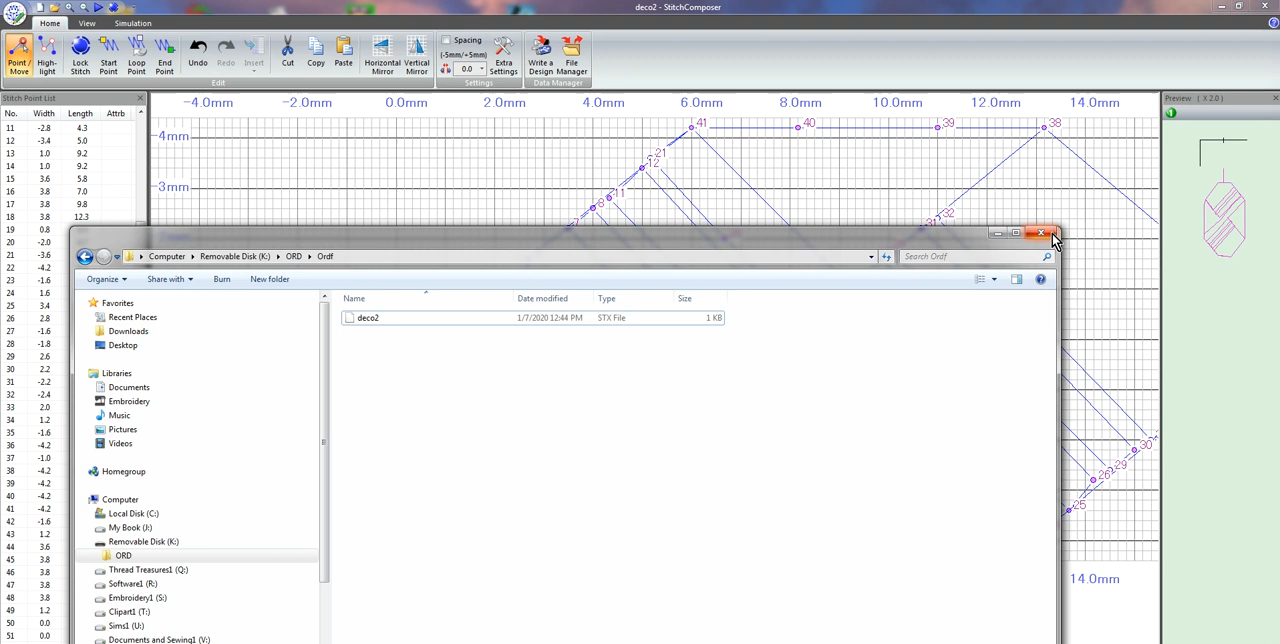 deco2 - StitchComposer
Home View Simulation
Point / Move High-light Lock Stitch Start Point Loop Point End Point Undo Redo Insert Cut Copy Paste Horizontal Mirror Vertical Mirror Spacing (-5mm/+5mm) 0.0 Extra Settings Write a Design File Manager
Edit Settings Data Manager
Stitch Point List
No. Width Length Attrb
11 -2.8 4.3
12 -3.4 5.0
13 1.0 9.2
14 1.0 9.2
15 3.6 5.8
16 3.8 7.0
17 3.8 9.8
18 3.8 12.3
19 0.8
20 -2.0
21 -3.6
22 -4.2
23 -1.6
24 1.6
25 3.4
26 2.8
27 -1.6
28 -1.8
29 2.6
30 2.2
31 -2.2
32 -2.4
33 2.0
34 1.2
35 -1.6
36 -4.2
37 -1.0
38 -4.2
39 -4.2
40 -4.2
41 -4.2
42 -1.6
43 1.2
44 3.6
45 3.8
46 3.8
47 3.8
48 3.8
49 1.2
50 0.0
51 0.0
-4.0mm -2.0mm 0.0mm 2.0mm 4.0mm 6.0mm 8.0mm 10.0mm 12.0mm 14.0mm
4mm
3mm
41 40 39 38
21
12
11
8
7
31 32
30
29
26
25
14.0mm
Preview ( X 2.0 )
1
Computer Removable Disk (K:) ORD Ordf
Search Ordf
Organize Share with Burn New folder
Favorites
Recent Places
Downloads
Desktop
Libraries
Documents
Embroidery
Music
Pictures
Videos
Homegroup
Computer
Local Disk (C:)
My Book (J:)
Removable Disk (K:)
ORD
Thread Treasures1 (Q:)
Software1 (R:)
Embroidery1 (S:)
Clipart1 (T:)
Sims1 (U:)
Documents and Sewing1 (V:)
Name Date modified Type Size
deco2 1/7/2020 12:44 PM STX File 1 KB